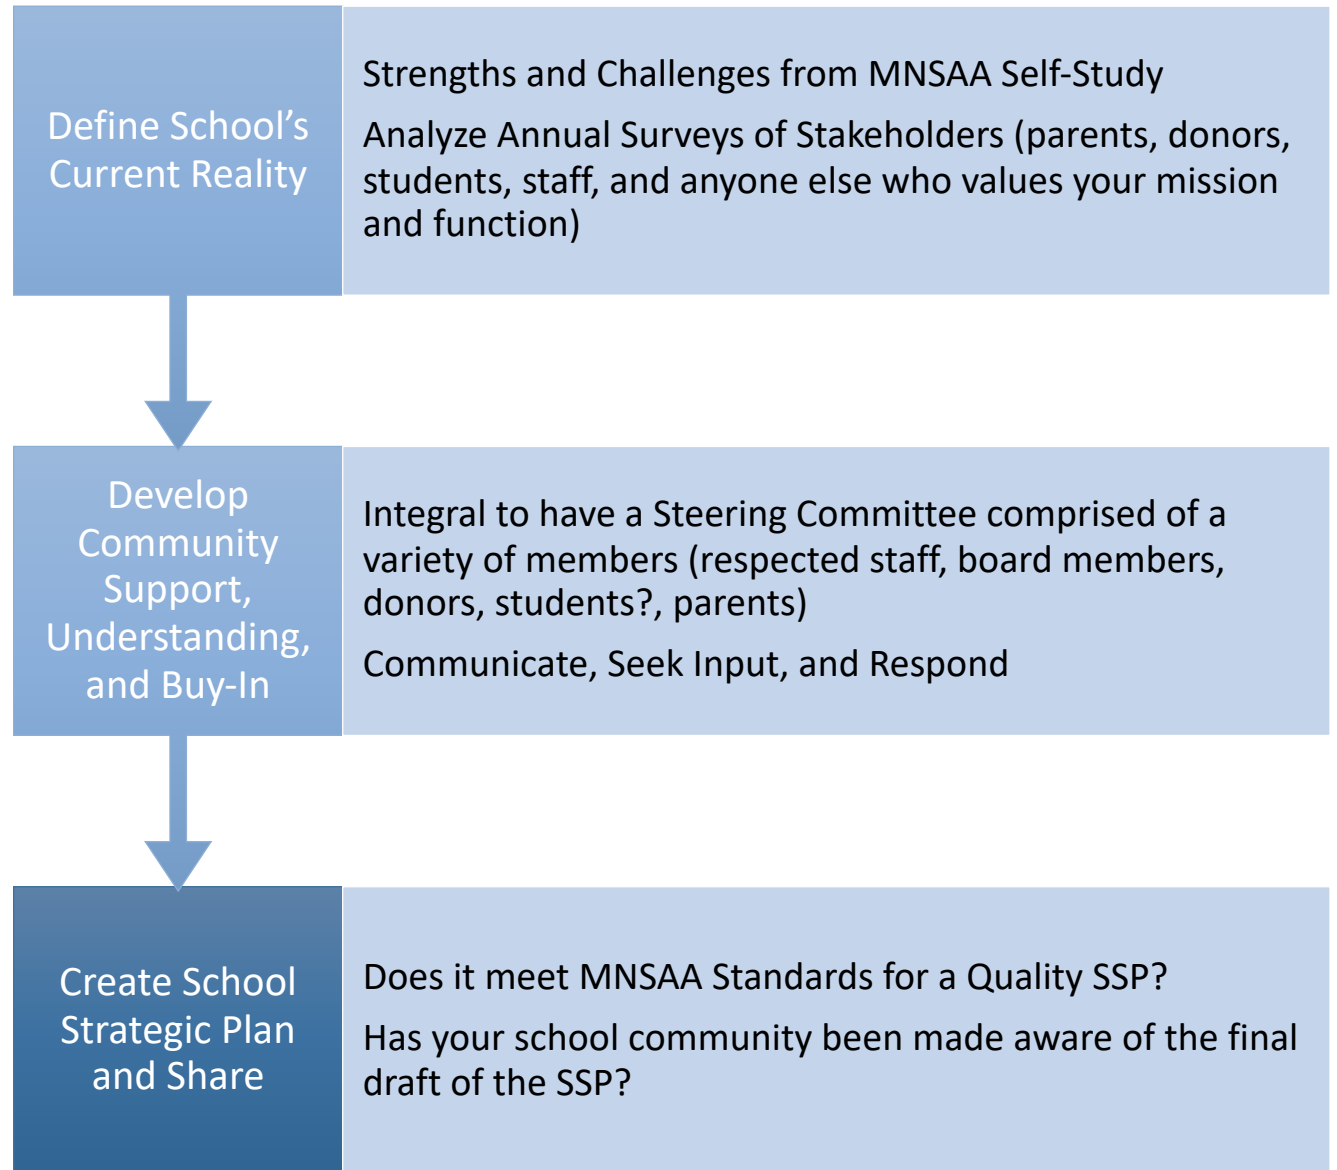 Define School's
Current Reality
Strengths and Challenges from MNSAA Self-Study
Analyze Annual Surveys of Stakeholders (parents, donors,
students, staff, and anyone else who values your mission
and function)
Develop
Community
Support,
Understanding,
and Buy-In
Integral to have a Steering Committee comprised of a
variety of members (respected staff, board members,
donors, students?, parents)
Communicate, Seek Input, and Respond
Create School
Strategic Plan
and Share
Does it meet MNSAA Standards for a Quality SSP?
Has your school community been made aware of the final
draft of the SSP?